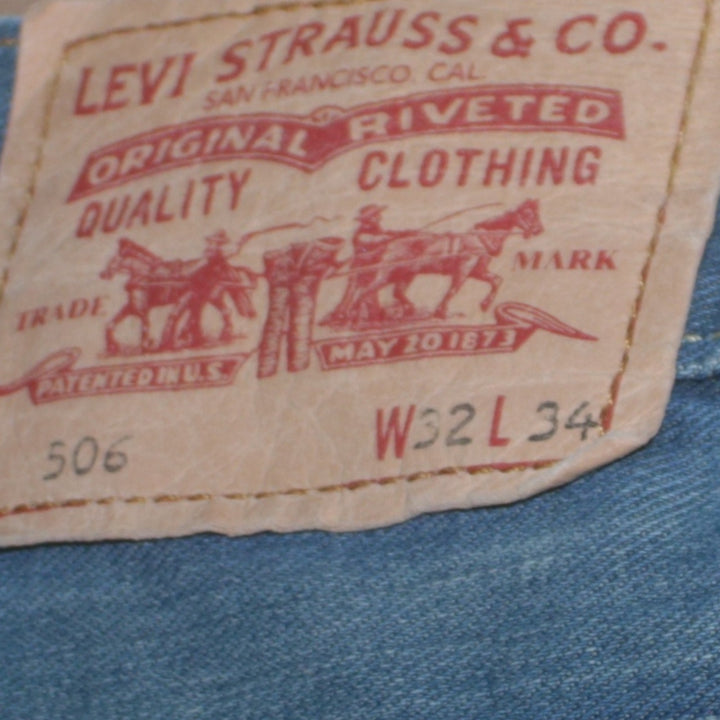 LEVI STRAUSS & CO.
SAN FRANCISCO, CAL.
ORIGINAL RIVETED
QUALITY CLOTHING
TRADE MARK
PATENTED IN U.S. MAY 20 1873
506 W32 L 34